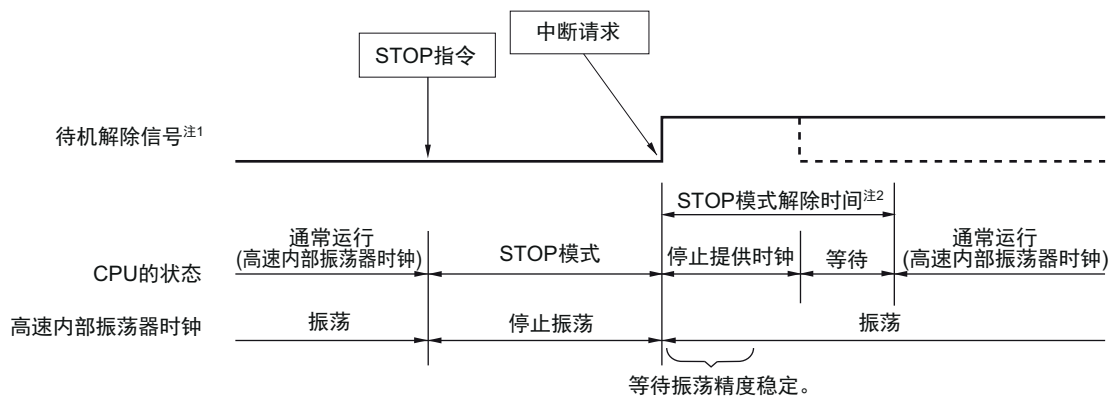 中断请求
STOP指令
待机解除信号注1
STOP模式解除时间注2
通常运行
(高速内部振荡器时钟)
STOP模式
停止提供时钟
等待
通常运行
(高速内部振荡器时钟)
CPU的状态
高速内部振荡器时钟
振荡
停止振荡
振荡
等待振荡精度稳定。